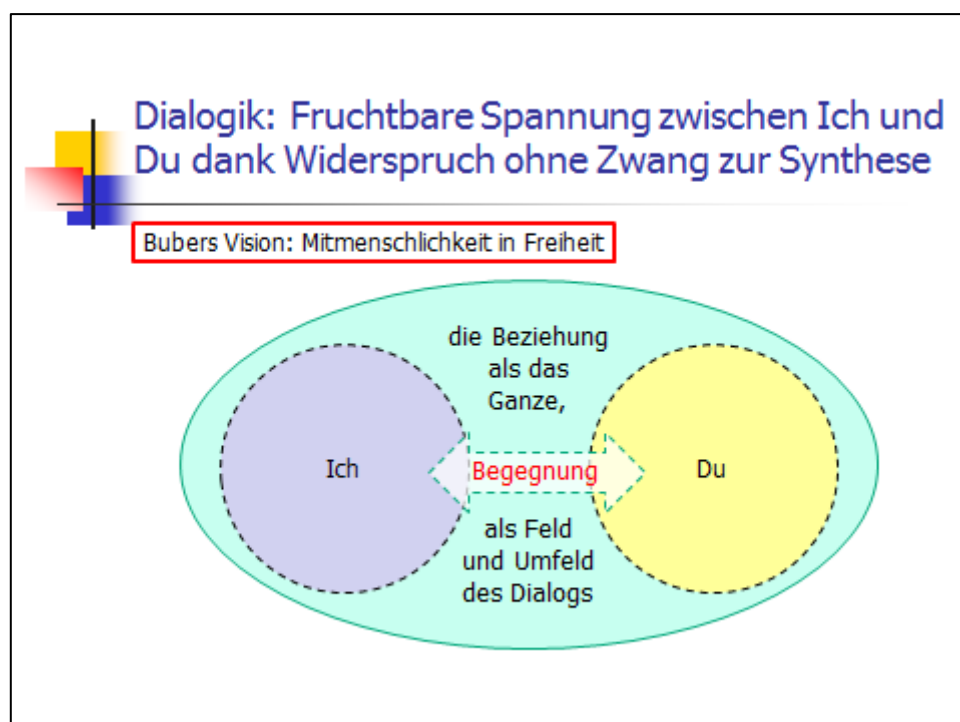 Dialogik: Fruchtbare Spannung zwischen Ich und
Du dank Widerspruch ohne Zwang zur Synthese
Bubers Vision: Mitmenschlichkeit in Freiheit
die Beziehung
als das
Ganze,
Ich
Begegnung
Du
als Feld
und Umfeld
des Dialogs